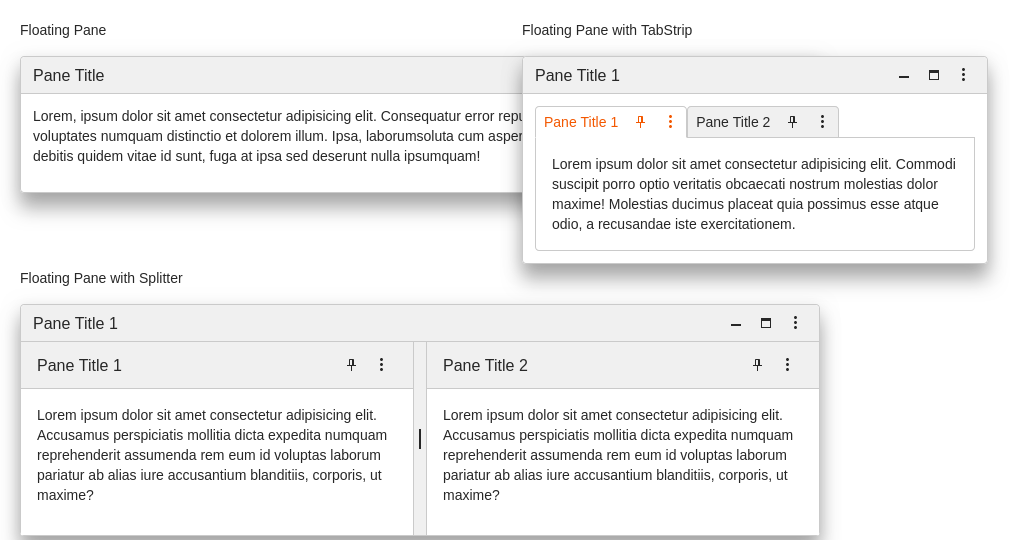 Floating Pane
Pane Title
Lorem, ipsum dolor sit amet consectetur adipisicing elit. Consequatur error
voluptates numquam distinctio et dolorem illum. Ipsa, laborumsoluta cum
debitis quidem vitae id sunt, fuga at ipsa sed deserunt nulla ipsumquam!
Floating Pane with TabStrip
Pane Title 1
Pane Title 1
Pane Title 2
Lorem ipsum dolor sit amet consectetur adipisicing elit. Commodi
suscipit porro optio veritatis obcaecati nostrum molestias dolor
maxime! Molestias ducimus placeat quia possimus esse atque
odio, a recusandae iste exercitationem.
Floating Pane with Splitter
Pane Title 1
Pane Title 1
Lorem ipsum dolor sit amet consectetur adipisicing elit.
Accusamus perspiciatis mollitia dicta expedita numquam
reprehenderit assumenda rem eum id voluptas laborum
pariatur ab alias iure accusantium blanditiis, corporis, ut
maxime?
Pane Title 2
Lorem ipsum dolor sit amet consectetur adipisicing elit.
Accusamus perspiciatis mollitia dicta expedita numquam
reprehenderit assumenda rem eum id voluptas laborum
pariatur ab alias iure accusantium blanditiis, corporis, ut
maxime?